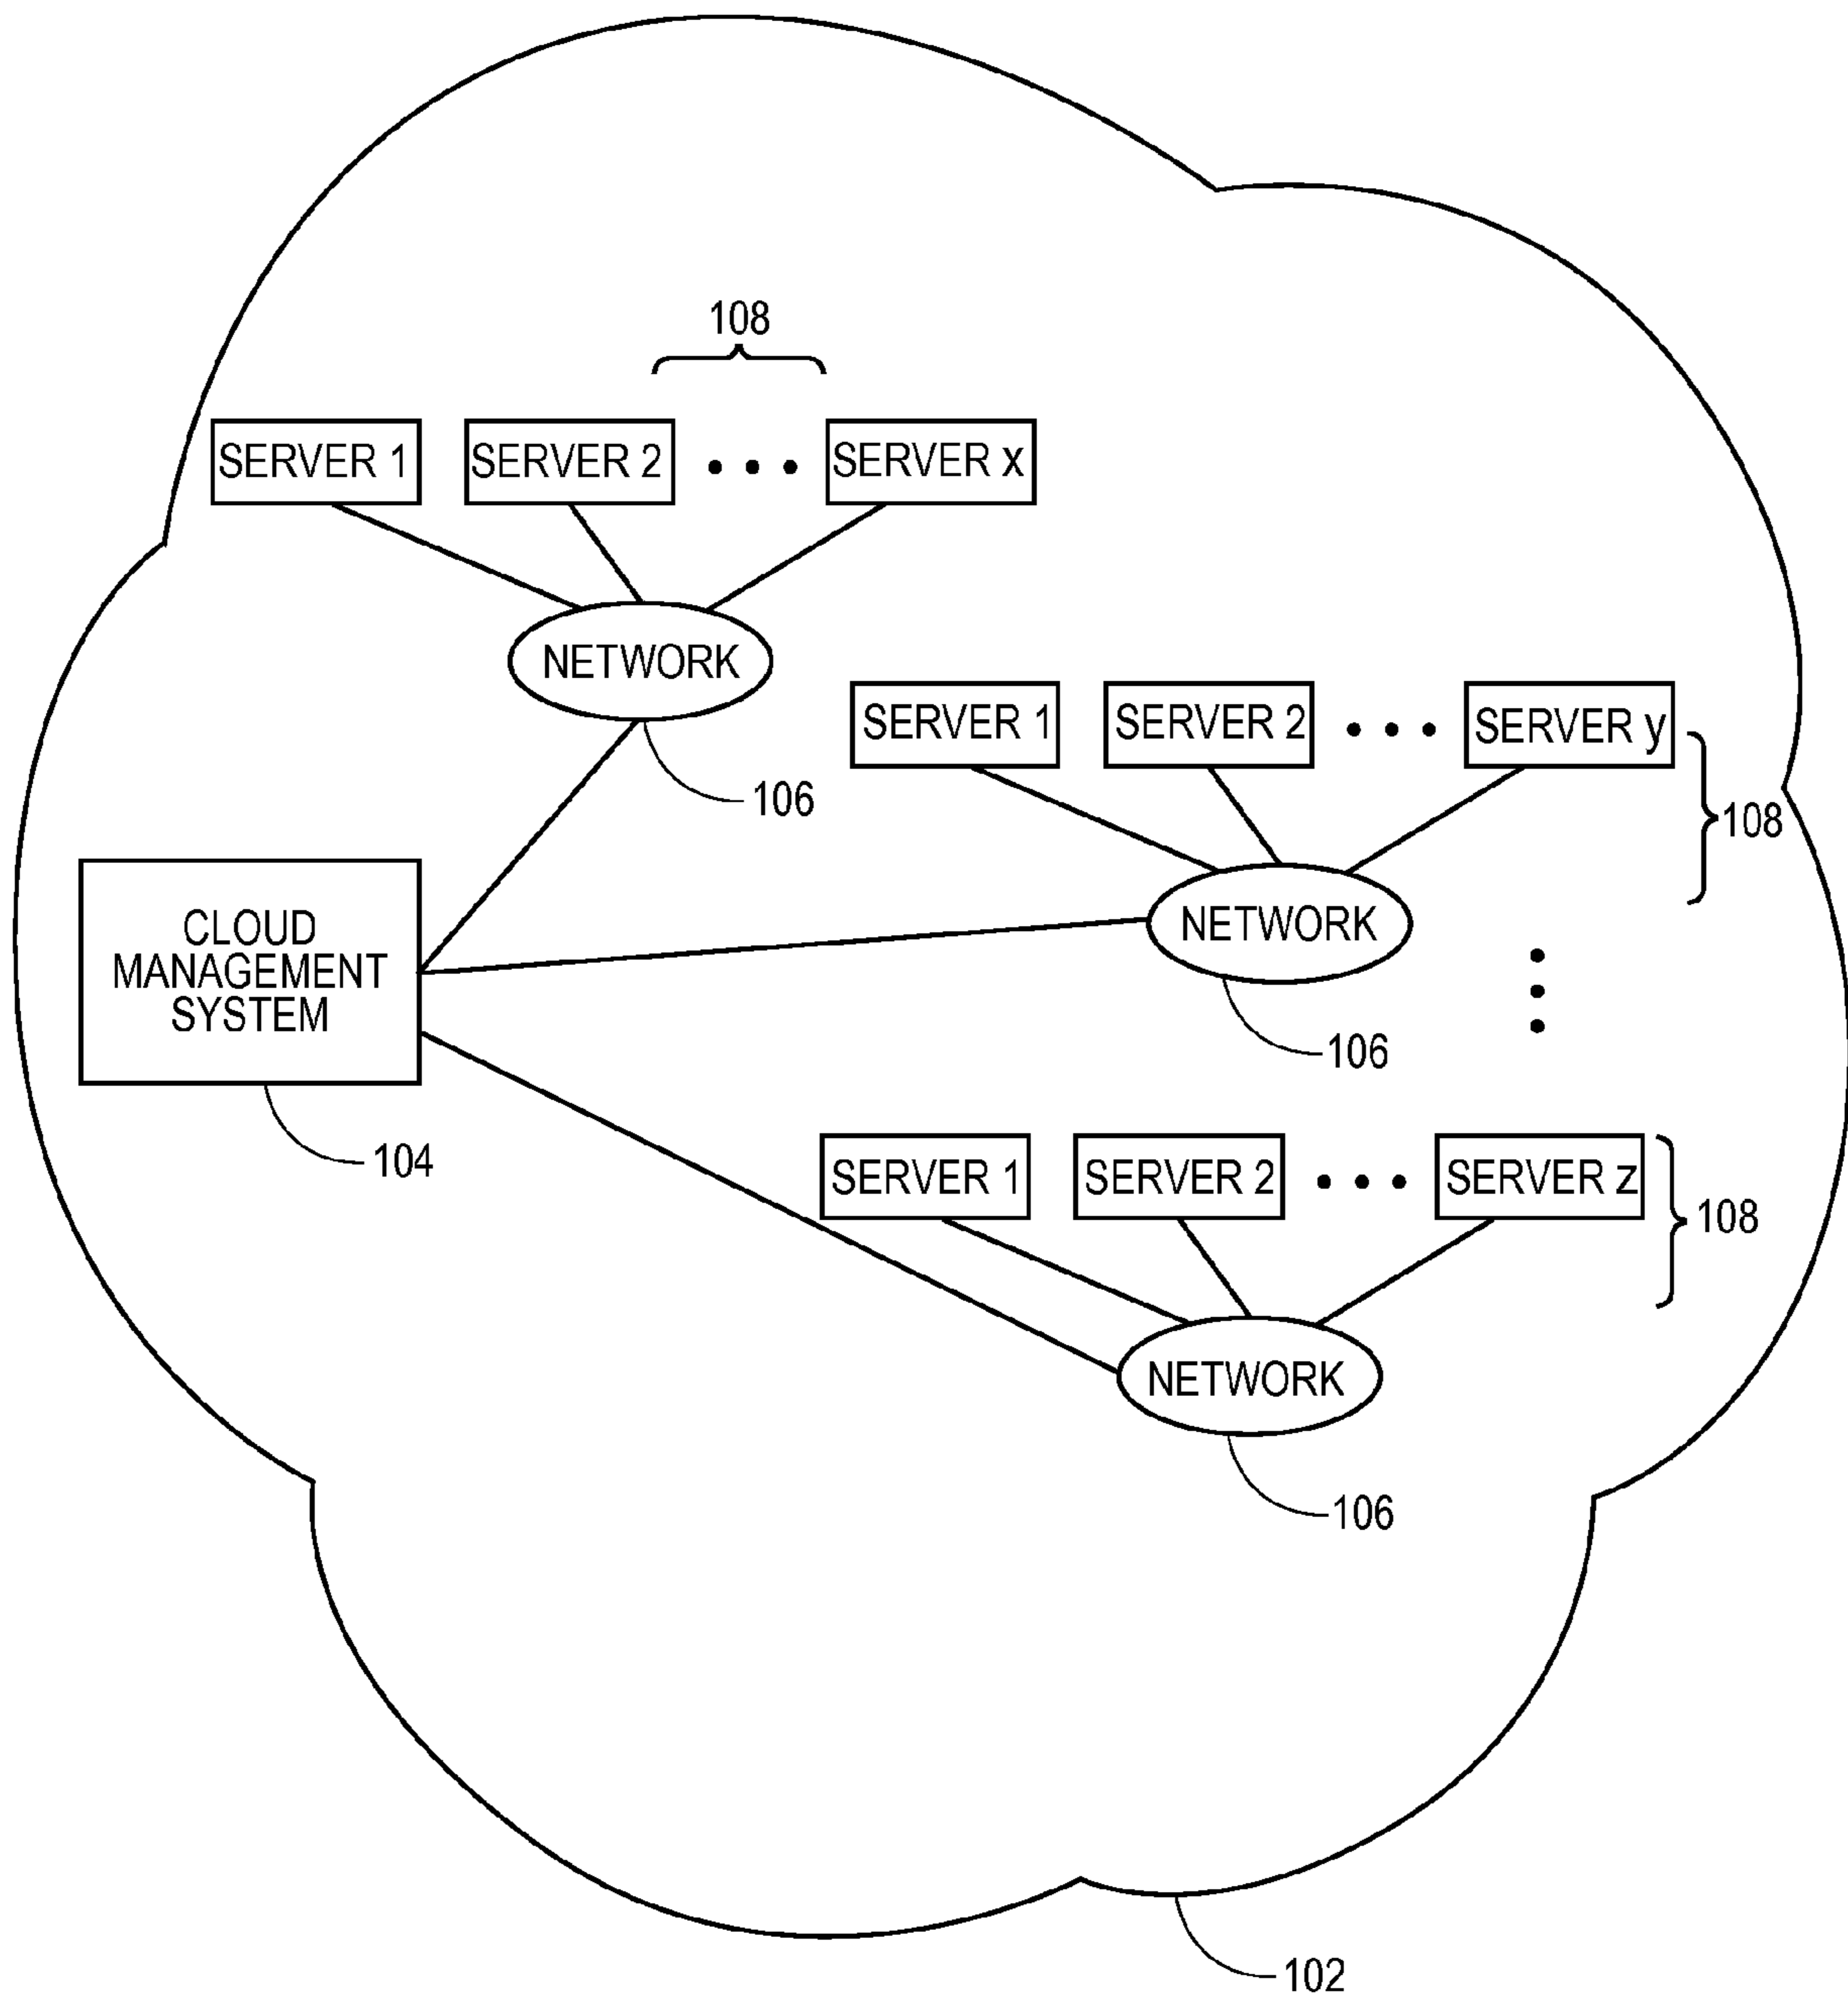 108
SERVER 1
SERVER 2
SERVER x
NETWORK
106
SERVER 1
SERVER 2
SERVER y
108
CLOUD
MANAGEMENT
SYSTEM
104
NETWORK
106
SERVER 1
SERVER 2
SERVER z
108
NETWORK
106
102